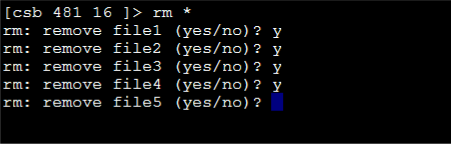 [csb 481 16 ]> rm *
rm: remove file1 (yes/no)? y
rm: remove file2 (yes/no)? y
rm: remove file3 (yes/no)? y
rm: remove file4 (yes/no)? y
rm: remove file5 (yes/no)?